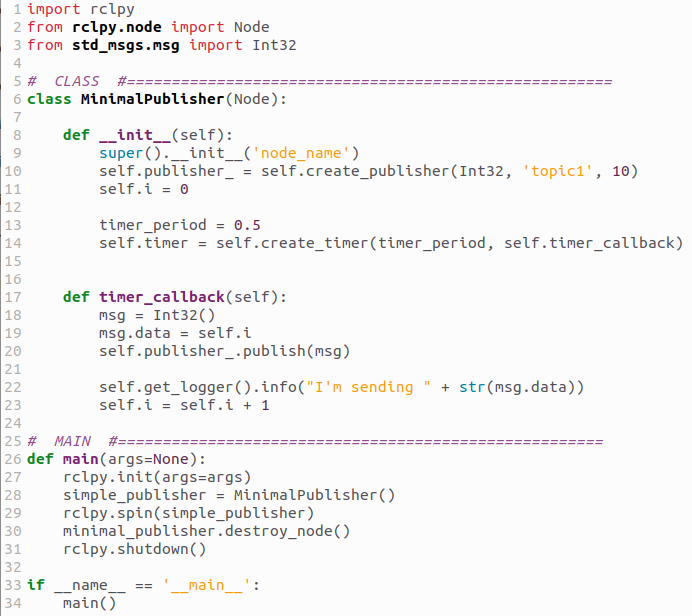 1 import rclpy
2 from rclpy.node import Node
3 from std_msgs.msg import Int32
4
5 #  CLASS  #======================================================
6 class MinimalPublisher(Node):
7
8     def __init__(self):
9         super().__init__('node_name')
10         self.publisher_ = self.create_publisher(Int32, 'topic1', 10)
11         self.i = 0
12
13         timer_period = 0.5
14         self.timer = self.create_timer(timer_period, self.timer_callback)
15
16
17     def timer_callback(self):
18         msg = Int32()
19         msg.data = self.i
20         self.publisher_.publish(msg)
21
22         self.get_logger().info("I'm sending " + str(msg.data))
23         self.i = self.i + 1
24
25 #  MAIN  #======================================================
26 def main(args=None):
27     rclpy.init(args=args)
28     simple_publisher = MinimalPublisher()
29     rclpy.spin(simple_publisher)
30     minimal_publisher.destroy_node()
31     rclpy.shutdown()
32
33 if __name__ == '__main__':
34     main()